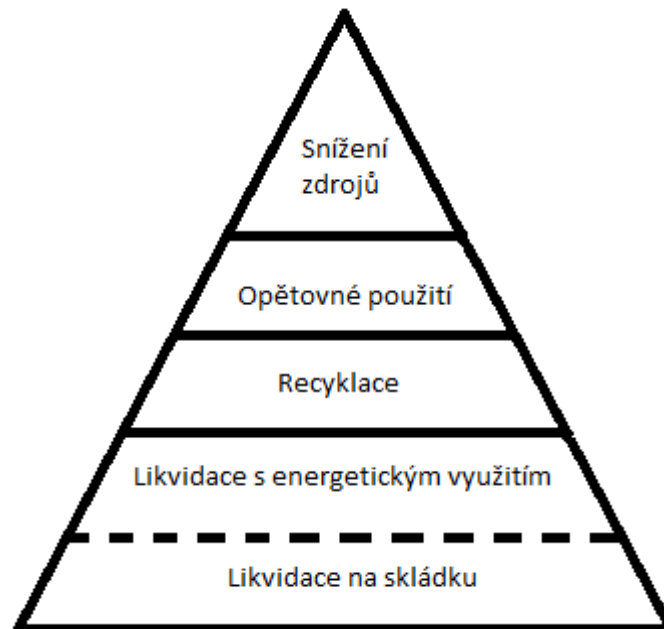 Snížení
zdrojů
Opětovné použití
Recyklace
Likvidace s energetickým využitím
Likvidace na skládku